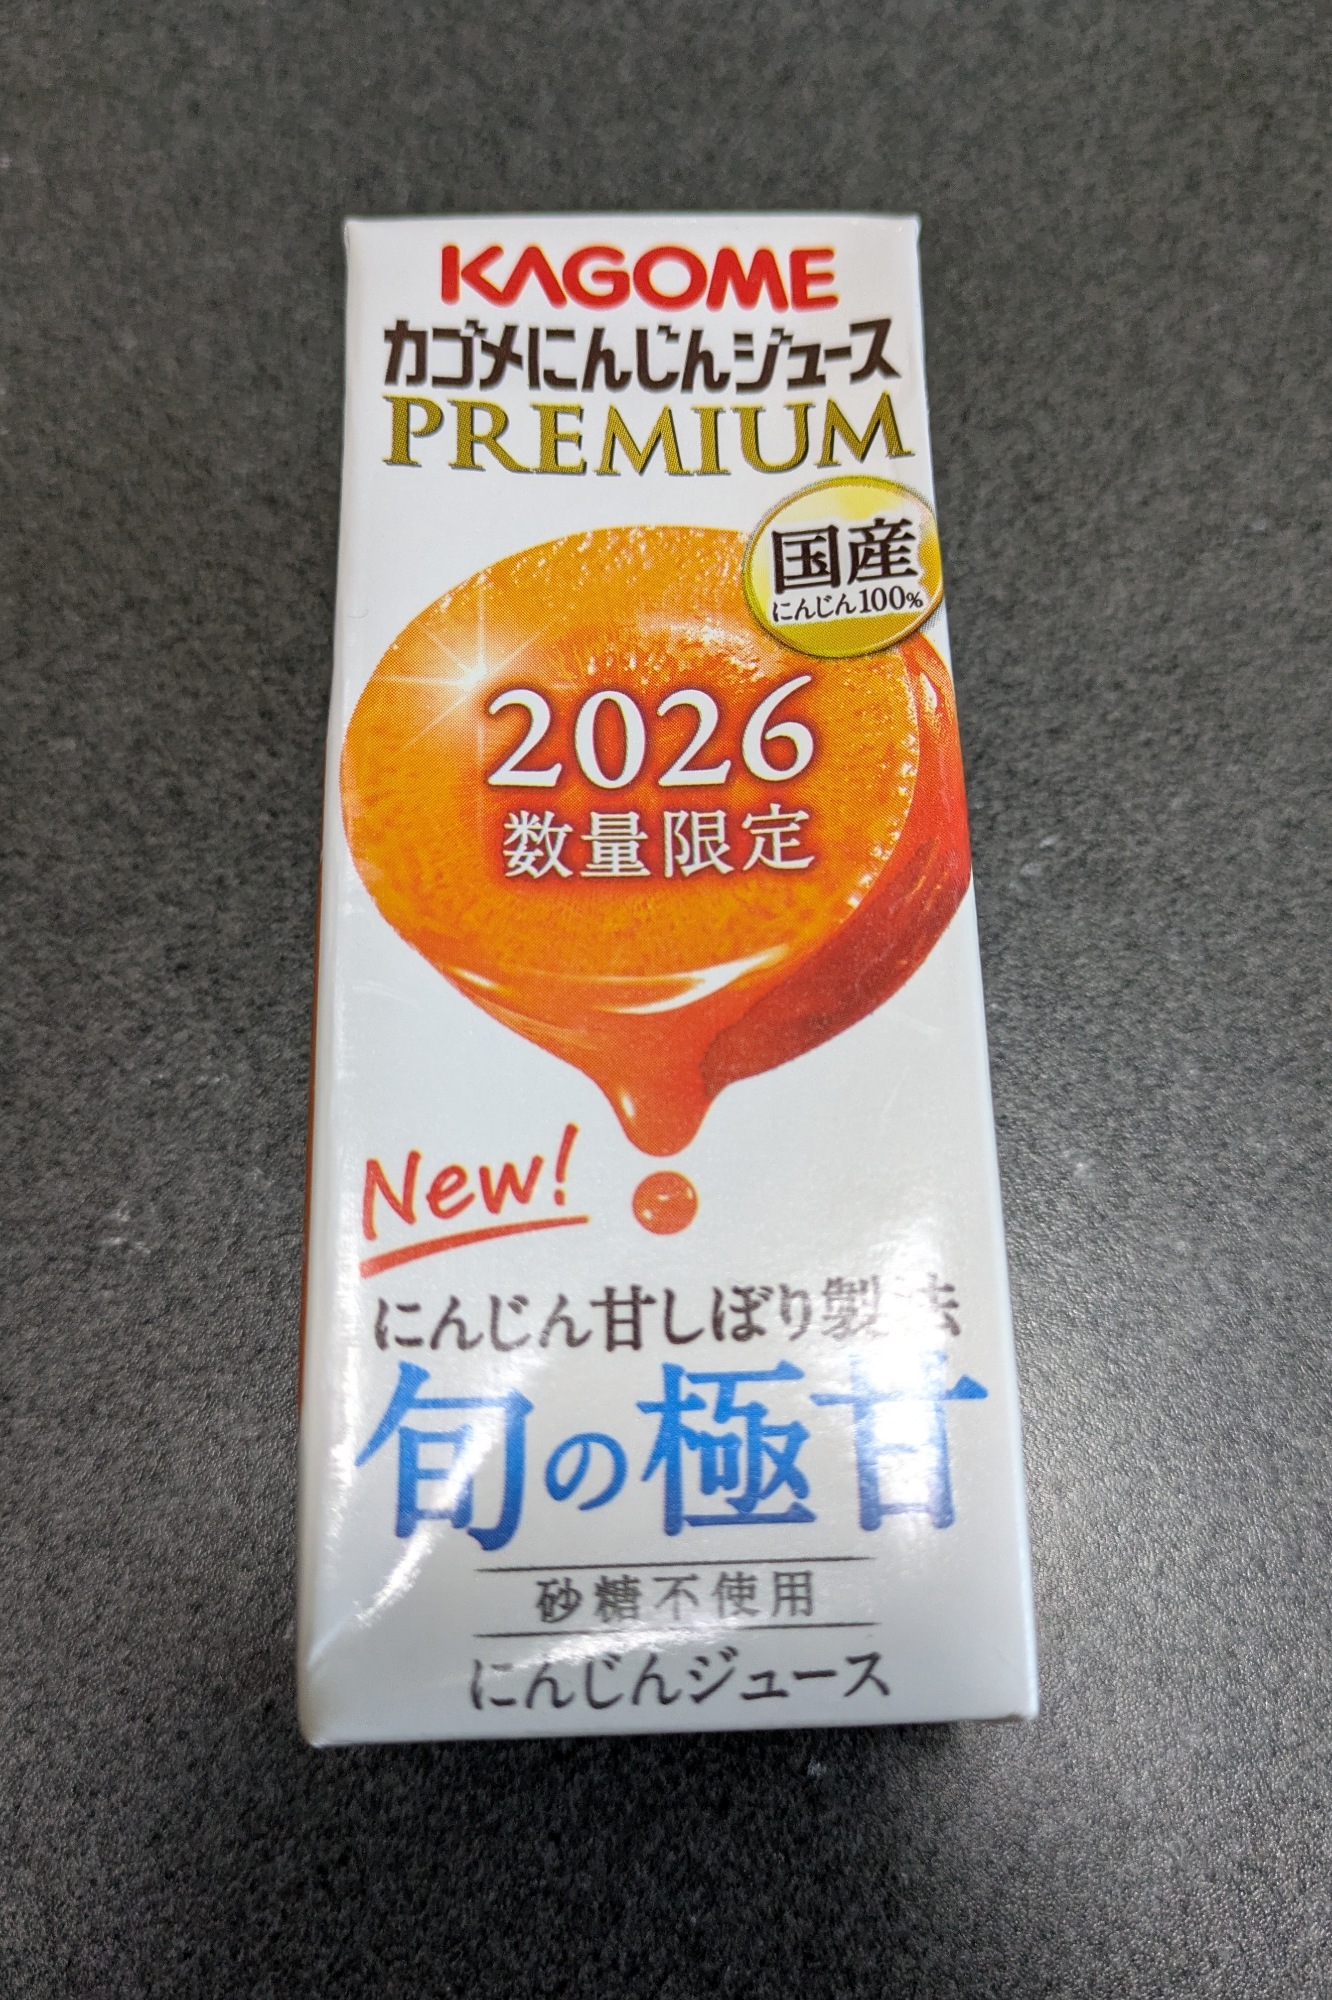 KAGOME
カゴメにんじんジュース
PREMIUM
国産
にんじん100%
2026
数量限定
New!
にんじん甘しぼり製法
旬の極甘
砂糖不使用
にんじんジュース